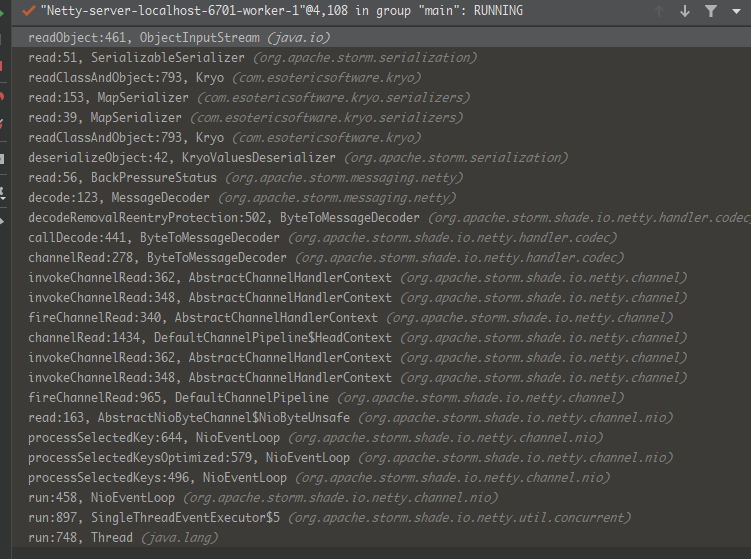 "Netty-server-localhost-6701-worker-1"@4,108 in group "main": RUNNING
readObject:461, ObjectInputStream (java.io)
read:51, SerializableSerializer (org.apache.storm.serialization)
readClassAndObject:793, Kryo (com.esotericsoftware.kryo)
read:153, MapSerializer (com.esotericsoftware.kryo.serializers)
read:39, MapSerializer (com.esotericsoftware.kryo.serializers)
readClassAndObject:793, Kryo (com.esotericsoftware.kryo)
deserializeObject:42, KryoValuesDeserializer (org.apache.storm.serialization)
read:56, BackPressureStatus (org.apache.storm.messaging.netty)
decode:123, MessageDecoder (org.apache.storm.messaging.netty)
decodeRemovalReentryProtection:502, ByteToMessageDecoder (org.apache.storm.shade.io.netty.handler.codec
callDecode:441, ByteToMessageDecoder (org.apache.storm.shade.io.netty.handler.codec)
channelRead:278, ByteToMessageDecoder (org.apache.storm.shade.io.netty.handler.codec)
invokeChannelRead:362, AbstractChannelHandlerContext (org.apache.storm.shade.io.netty.channel)
invokeChannelRead:348, AbstractChannelHandlerContext (org.apache.storm.shade.io.netty.channel)
fireChannelRead:340, AbstractChannelHandlerContext (org.apache.storm.shade.io.netty.channel)
channelRead:1434, DefaultChannelPipeline$HeadContext (org.apache.storm.shade.io.netty.channel)
invokeChannelRead:362, AbstractChannelHandlerContext (org.apache.storm.shade.io.netty.channel)
invokeChannelRead:348, AbstractChannelHandlerContext (org.apache.storm.shade.io.netty.channel)
fireChannelRead:965, DefaultChannelPipeline (org.apache.storm.shade.io.netty.channel)
read:163, AbstractNioByteChannel$NioByteUnsafe (org.apache.storm.shade.io.netty.channel.nio)
processSelectedKey:644, NioEventLoop (org.apache.storm.shade.io.netty.channel.nio)
processSelectedKeysOptimized:579, NioEventLoop (org.apache.storm.shade.io.netty.channel.nio)
processSelectedKeys:496, NioEventLoop (org.apache.storm.shade.io.netty.channel.nio)
run:458, NioEventLoop (org.apache.storm.shade.io.netty.channel.nio)
run:897, SingleThreadEventExecutor$5 (org.apache.storm.shade.io.netty.util.concurrent)
run:748, Thread (java.lang)